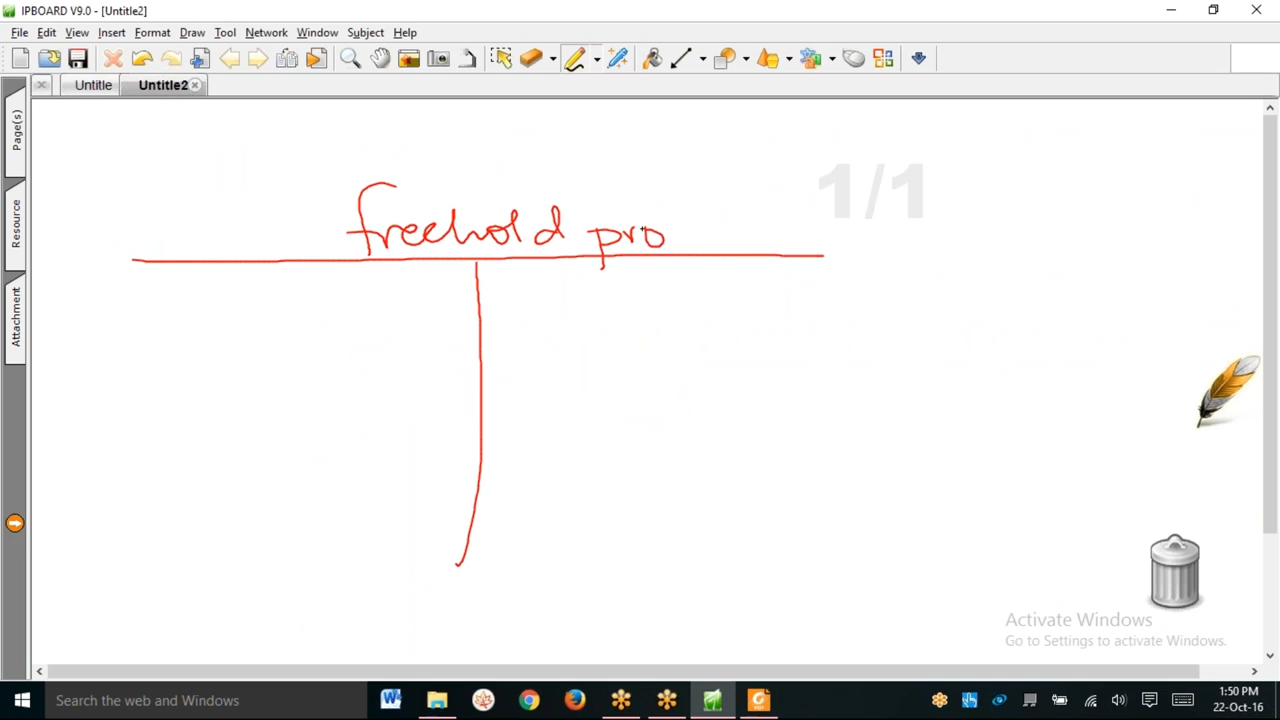 IPBOARD V9.0 - [Untitle2]
File Edit View Insert Format Draw Tool Network Window Subject Help
Untitle Untitle2
Page(s)
Resource
Attachment
1/1
freehold pro
Activate Windows
Go to Settings to activate Windows.
Search the web and Windows
1:50 PM
22-Oct-16